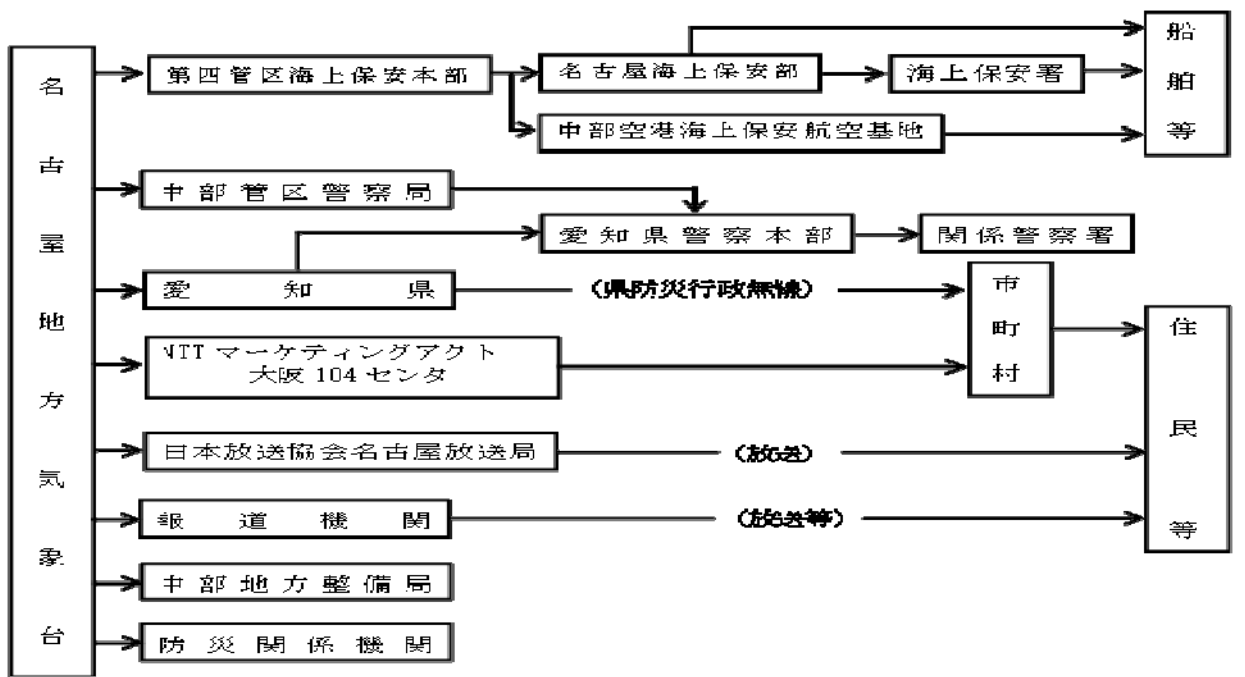 名古屋地方気象台
第四管区海上保安本部
名古屋海上保安部
海上保安署
船舶等
中部空港海上保安航空基地
中部管区警察局
愛知県警察本部
関係警察署
愛知県
（県防災行政無線）
市町村
NTT マーケティングアクト
大阪 104 センタ
住民等
日本放送協会名古屋放送局
（放送）
報道機関
（放送等）
中部地方整備局
防災関係機関